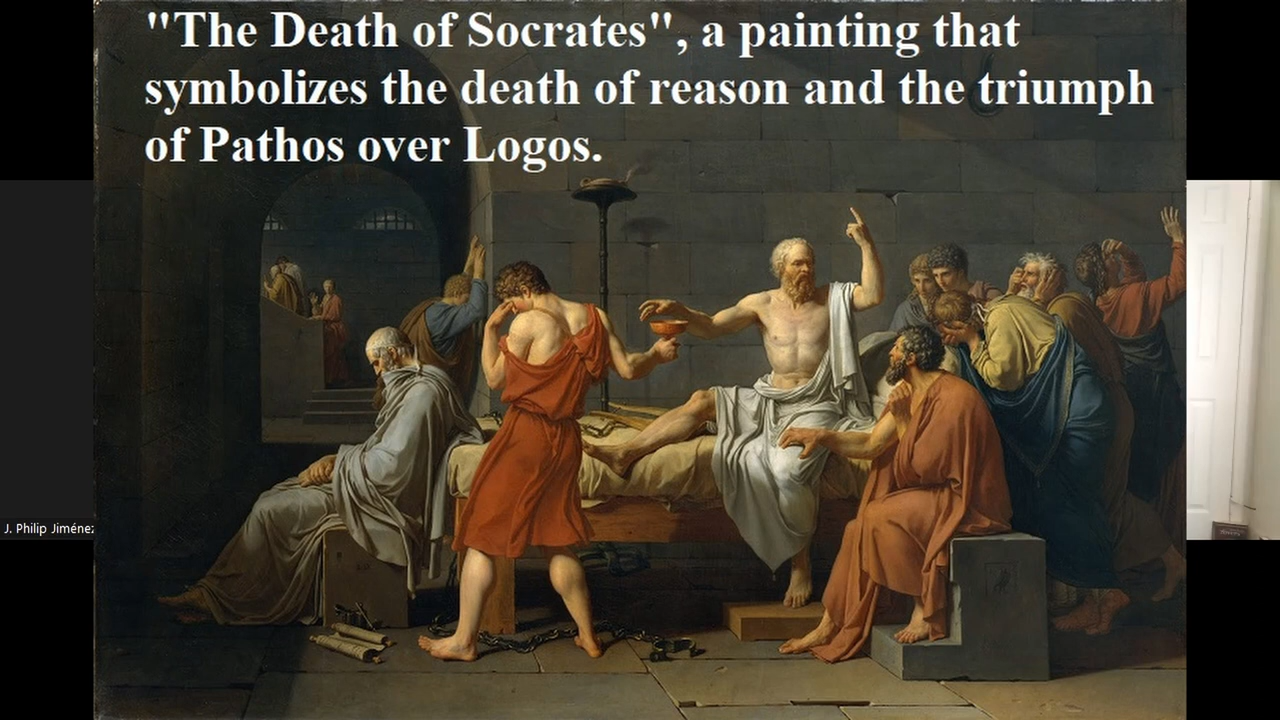 "The Death of Socrates", a painting that
symbolizes the death of reason and the triumph
of Pathos over Logos.
J. Philip Jiménez